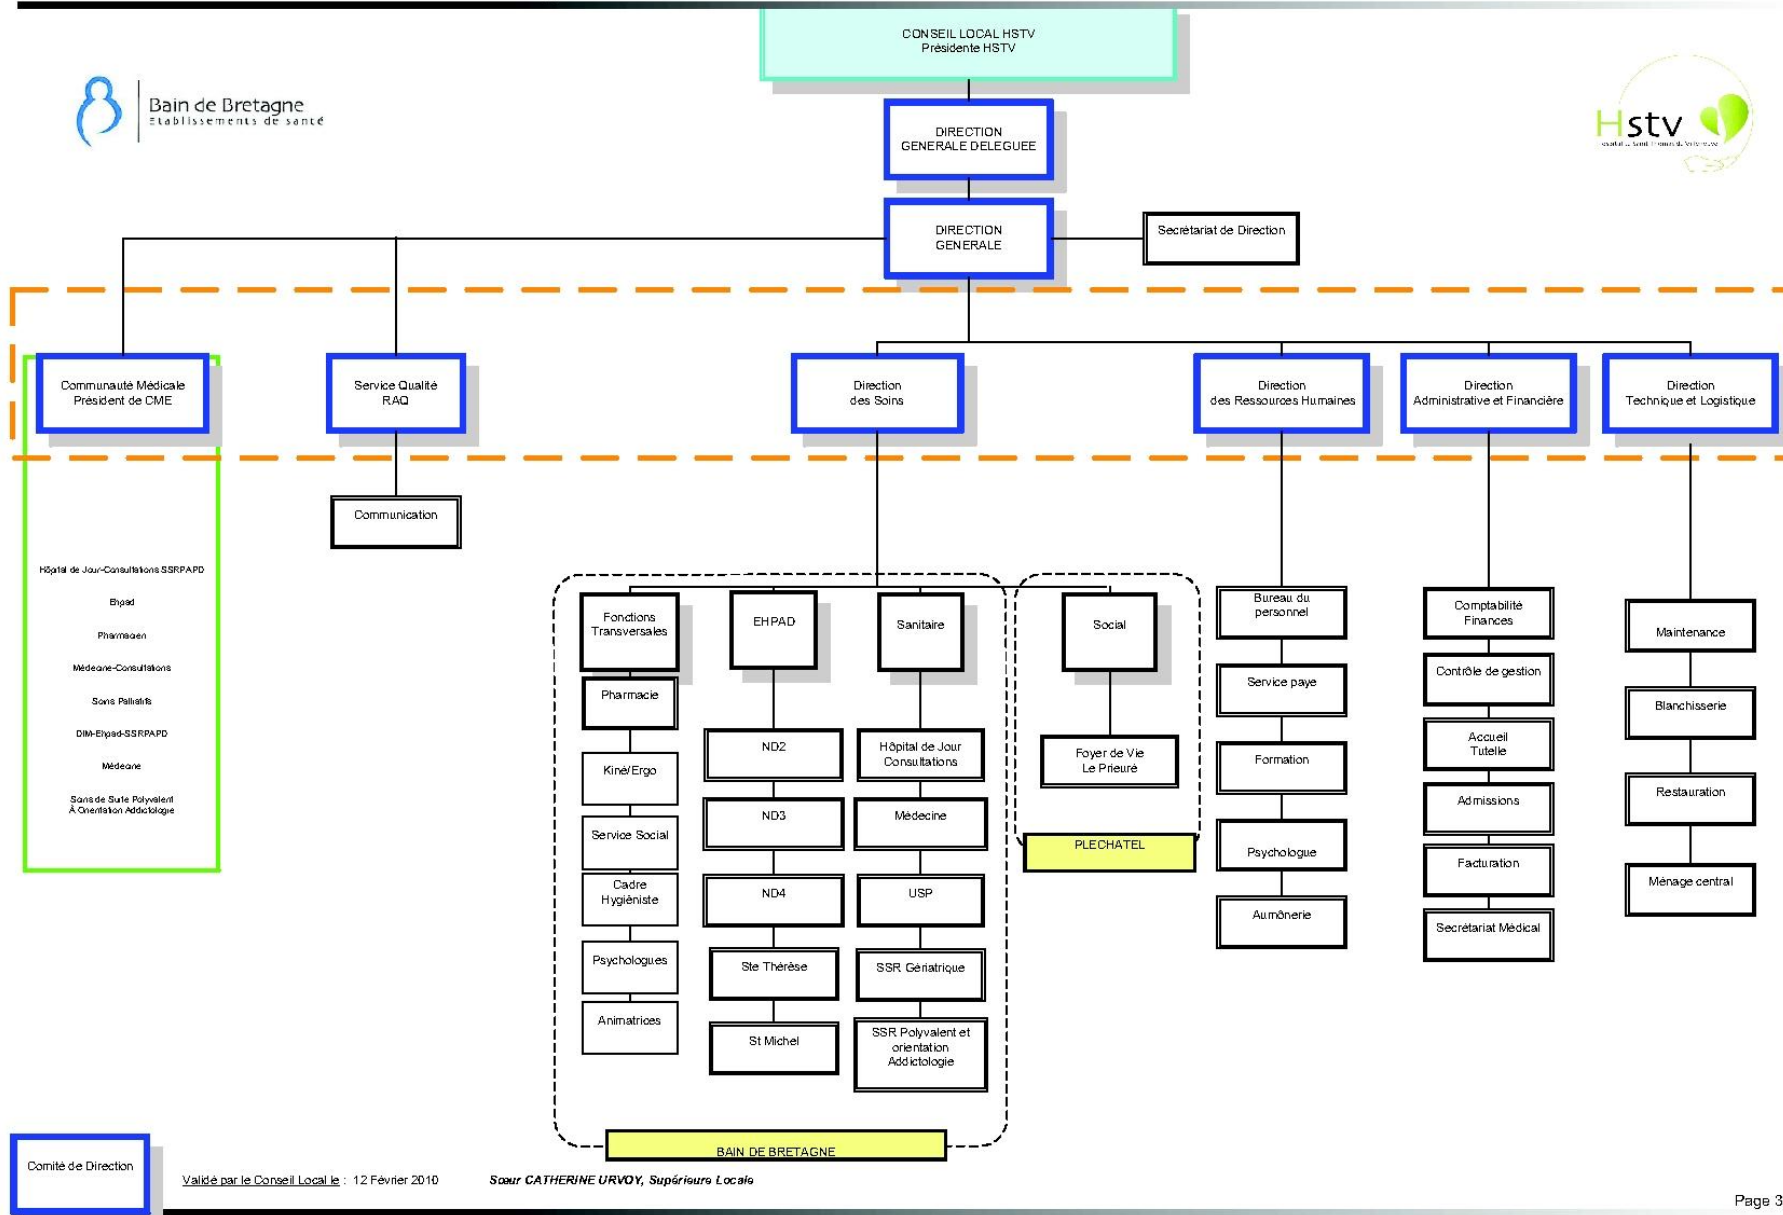 CONSEIL LOCAL HSTV
Présidente HSTV
Bain de Bretagne
Etablissements de santé
Hstv
DIRECTION
GENERALE DELEGUEE
DIRECTION
GENERALE
Secrétariat de Direction
Communauté Médicale
Président de CME
Service Qualité
RAQ
Direction
des Soins
Direction
des Ressources Humaines
Direction
Administrative et Financière
Direction
Technique et Logistique
Communication
Hôpital de Jour-Consultations SSRPAPD
Ehpad
Pharmacien
Médecine-Consultations
Soins Palliatifs
DIM-Ehpad-SSRPAPD
Médecine
Soins de Suite Polyvalent
À Orientation Addictologie
Fonctions
Transversales
Pharmacie
Kiné/Ergo
Service Social
Cadre
Hygiéniste
Psychologues
Animatrices
EHPAD
ND2
ND3
ND4
Ste Thérèse
St Michel
Sanitaire
Hôpital de Jour
Consultations
Médecine
USP
SSR Gériatrique
SSR Polyvalent et
orientation
Addictologie
BAIN DE BRETAGNE
Social
Foyer de Vie
Le Prieuré
PLECHATEL
Bureau du
personnel
Service paye
Formation
Psychologue
Aumônerie
Comptabilité
Finances
Contrôle de gestion
Accueil
Tutelle
Admissions
Facturation
Secrétariat Médical
Maintenance
Blanchisserie
Restauration
Ménage central
Comité de Direction
Validé par le Conseil Local le : 12 Février 2010
Sœur CATHERINE URVOY, Supérieure Locale
Page 3